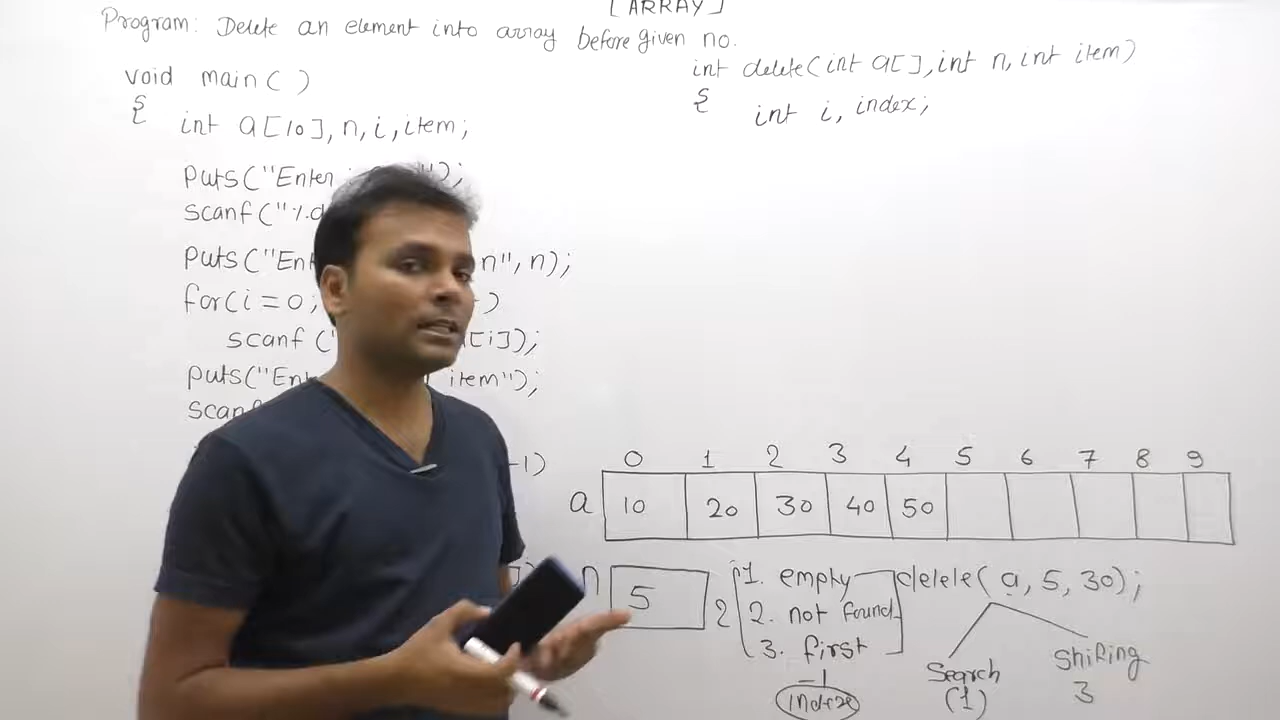 [ARRAY]
Program: Delete an element into array before given no.
void main( )
{
int a[10], n, i, item;
puts("Enter ");
scanf("%d
puts("Ent n", n);
for(i = 0; )
scanf (" [i]);
puts("Ent item");
scanf
-1)
int delete(int a[], int n, int item)
{
int i, index;
0 1 2 3 4 5 6 7 8 9
a 10 20 30 40 50
n 5
2 1. empty
2. not found
3. first
-1
index
delete( a, 5, 30);
Search
(1)
Shifing
3